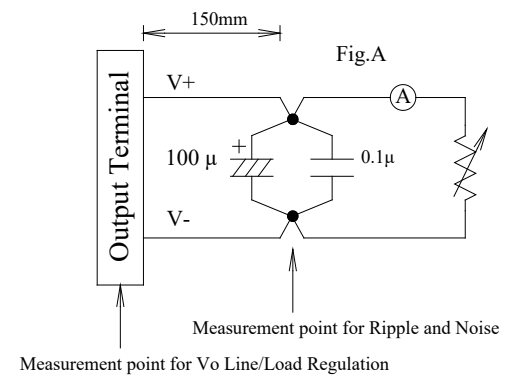 150mm
Fig.A
V+
A
Output Terminal
+
100 µ
0.1µ
V-
Measurement point for Ripple and Noise
Measurement point for Vo Line/Load Regulation